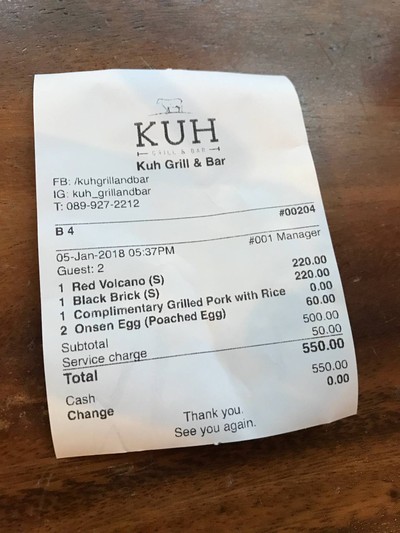 KUH
GRILL & BAR
Kuh Grill & Bar
FB: /kuhgrillandbar
IG: kuh_grillandbar
T: 089-927-2212
#00204
B 4
05-Jan-2018 05:37PM #001 Manager
Guest: 2
1 Red Volcano (S) 220.00
1 Black Brick (S) 220.00
1 Complimentary Grilled Pork with Rice 0.00
2 Onsen Egg (Poached Egg) 60.00
Subtotal 500.00
Service charge 50.00
Total 550.00
Cash 550.00
Change 0.00
Thank you.
See you again.